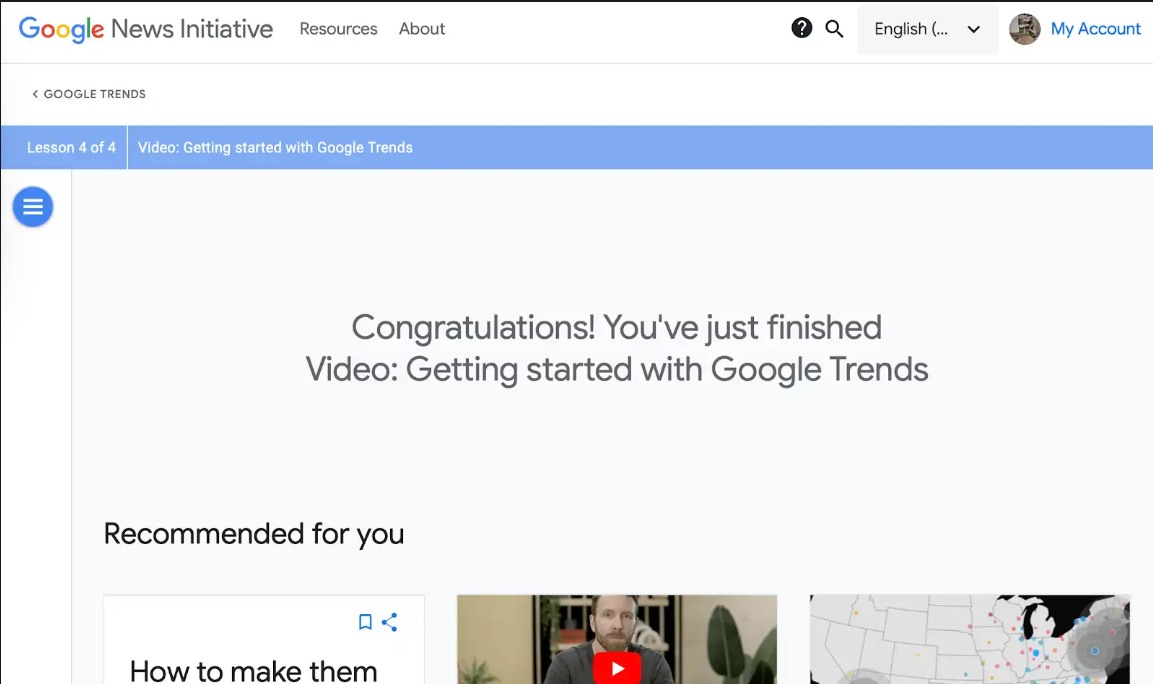 Google News Initiative Resources About English (... My Account
GOOGLE TRENDS
Lesson 4 of 4 Video: Getting started with Google Trends
Congratulations! You've just finished
Video: Getting started with Google Trends
Recommended for you
How to make them